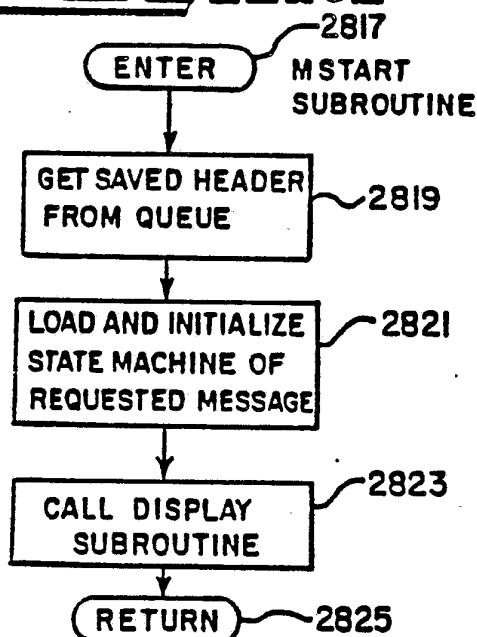 2817
ENTER
MSTART
SUBROUTINE
GET SAVED HEADER
FROM QUEUE
2819
LOAD AND INITIALIZE
STATE MACHINE OF
REQUESTED MESSAGE
2821
CALL DISPLAY
SUBROUTINE
2823
RETURN
2825